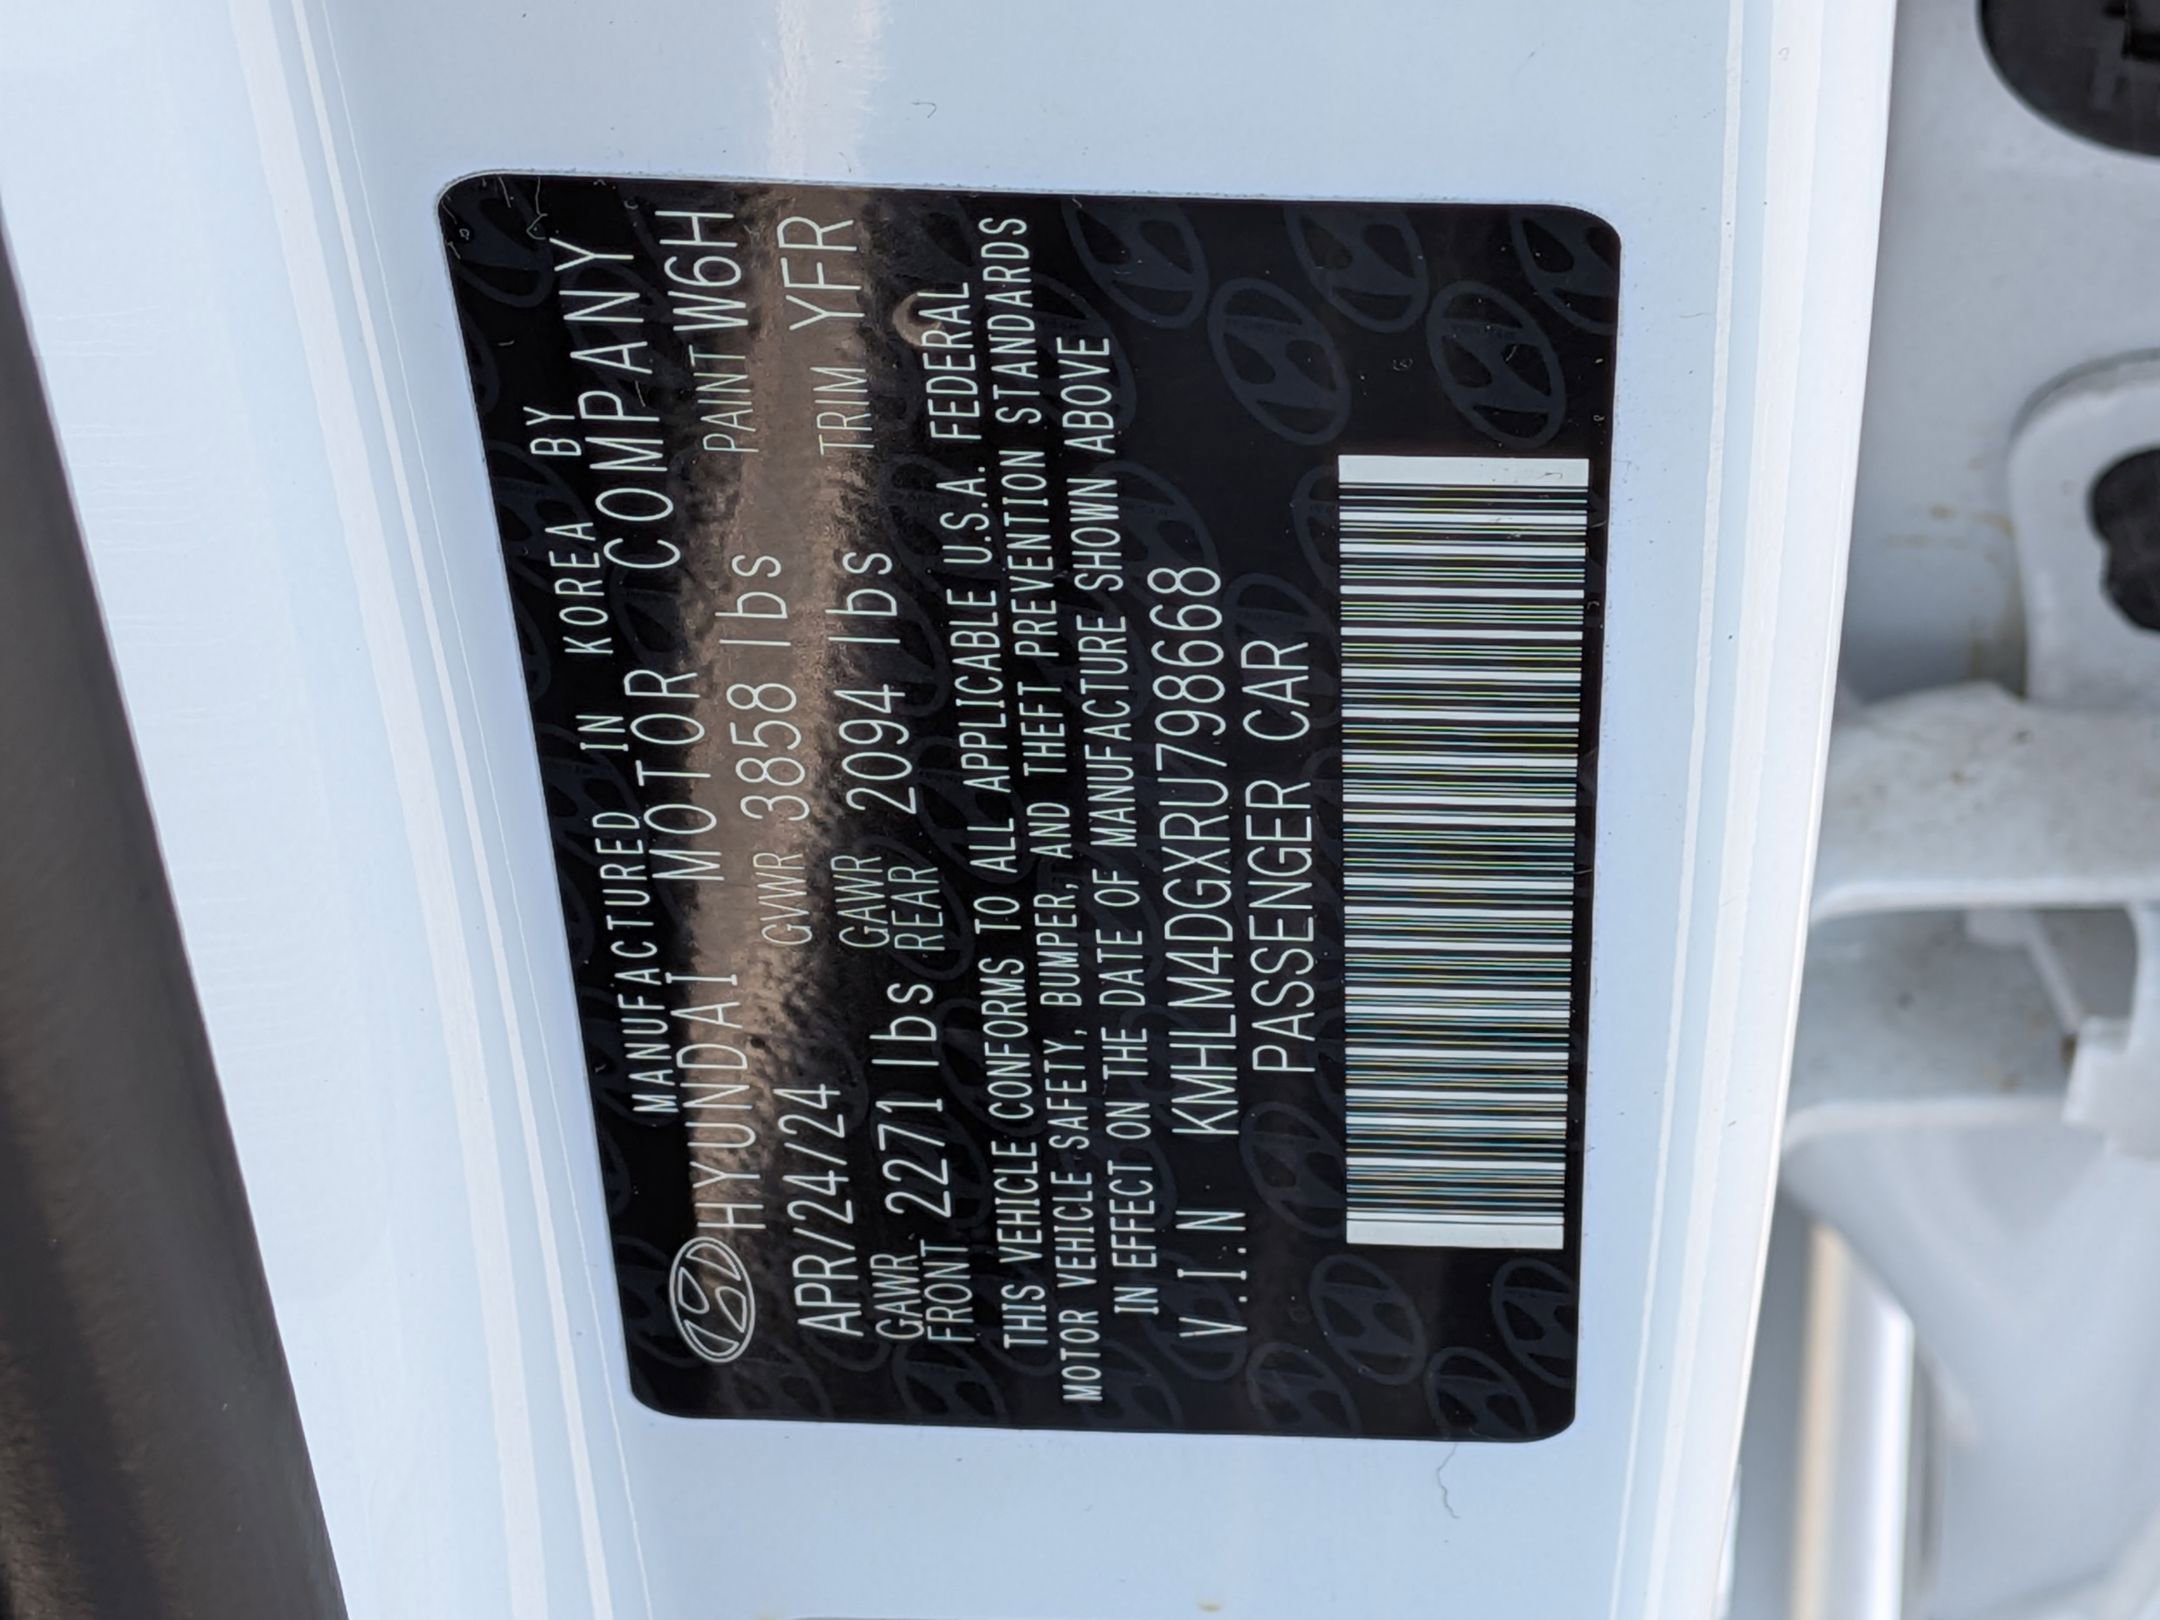 MANUFACTURED IN KOREA BY
HYUNDAI MOTOR COMPANY
APR/24/24 GVWR 3858 lbs PAINT W6H
GAWR FRONT 2271 lbs GAWR REAR 2094 lbs TRIM YFR
THIS VEHICLE CONFORMS TO ALL APPLICABLE U.S.A. FEDERAL
MOTOR VEHICLE SAFETY, BUMPER, AND THEFT PREVENTION STANDARDS
IN EFFECT ON THE DATE OF MANUFACTURE SHOWN ABOVE
V.I.N KMHLM4DGXRU798668
PASSENGER CAR